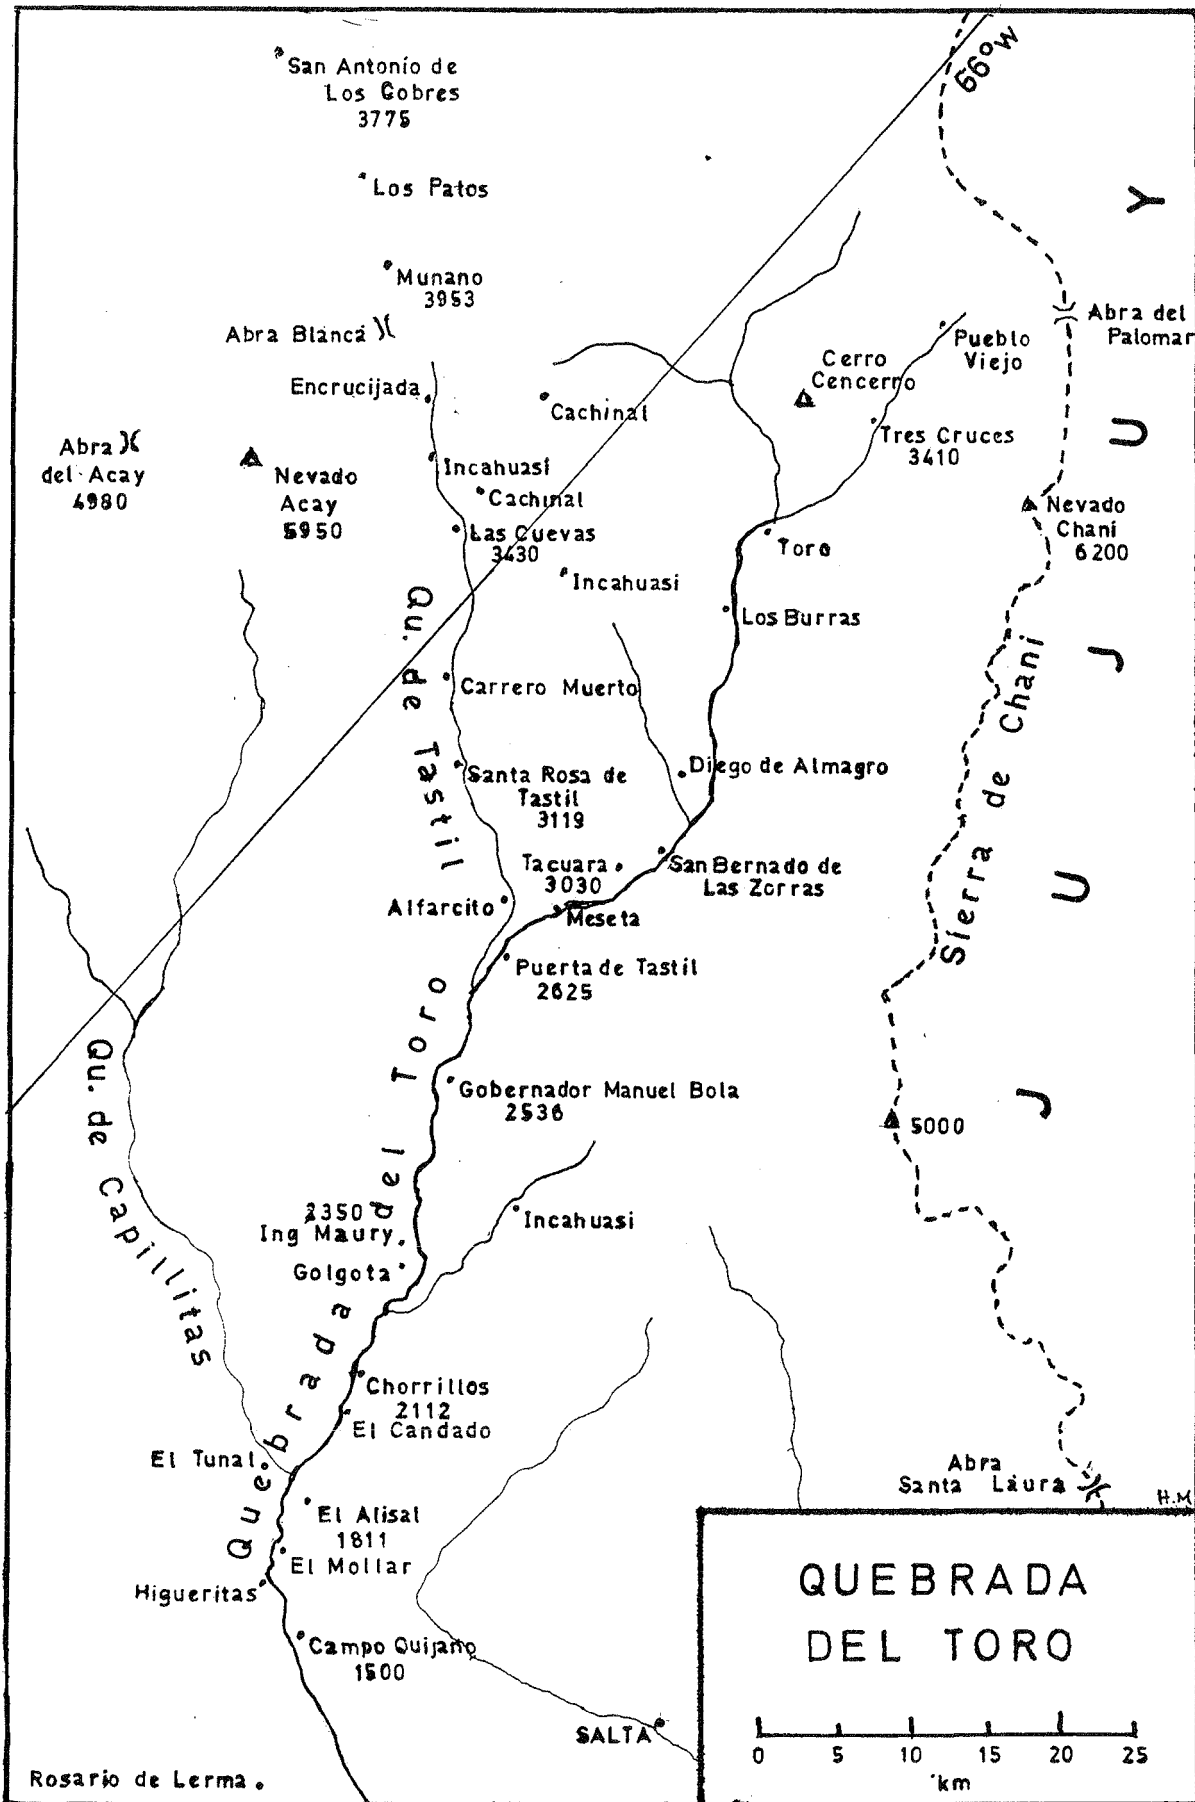 66°W
San Antonio de
Los Cobres
3775
Los Patos
Munano
3953
Abra Blanca
Encrucijada
Cachinal
Abra
del Acay
4980
Nevado
Acay
5950
Incahuasi
Cachinal
Las Cuevas
3430
Incahuasi
Cerro
Cencerro
Pueblo
Viejo
Abra del
Palomar
Tres Cruces
3410
Nevado
Chani
6200
Toro
Los Burras
Qu. de Tastil
Carrero Muerto
Santa Rosa de
Tastil
3119
Diego de Almagro
Tacuara
3030
San Bernado de
Las Zorras
Alfarcito
Meseta
Puerta de Tastil
2625
Sierra de Chani
JUJUY
Gobernador Manuel Bola
2536
5000
Qu. de Capillitas
Quebrada del Toro
2350
Ing Maury
Incahuasi
Golgota
Chorrillos
2112
El Candado
El Tunal
El Alisal
1811
El Mollar
Higueritas
Campo Quijano
1500
Abra
Santa Laura
H.M
SALTA
Rosario de Lerma
QUEBRADA
DEL TORO
0 5 10 15 20 25
km